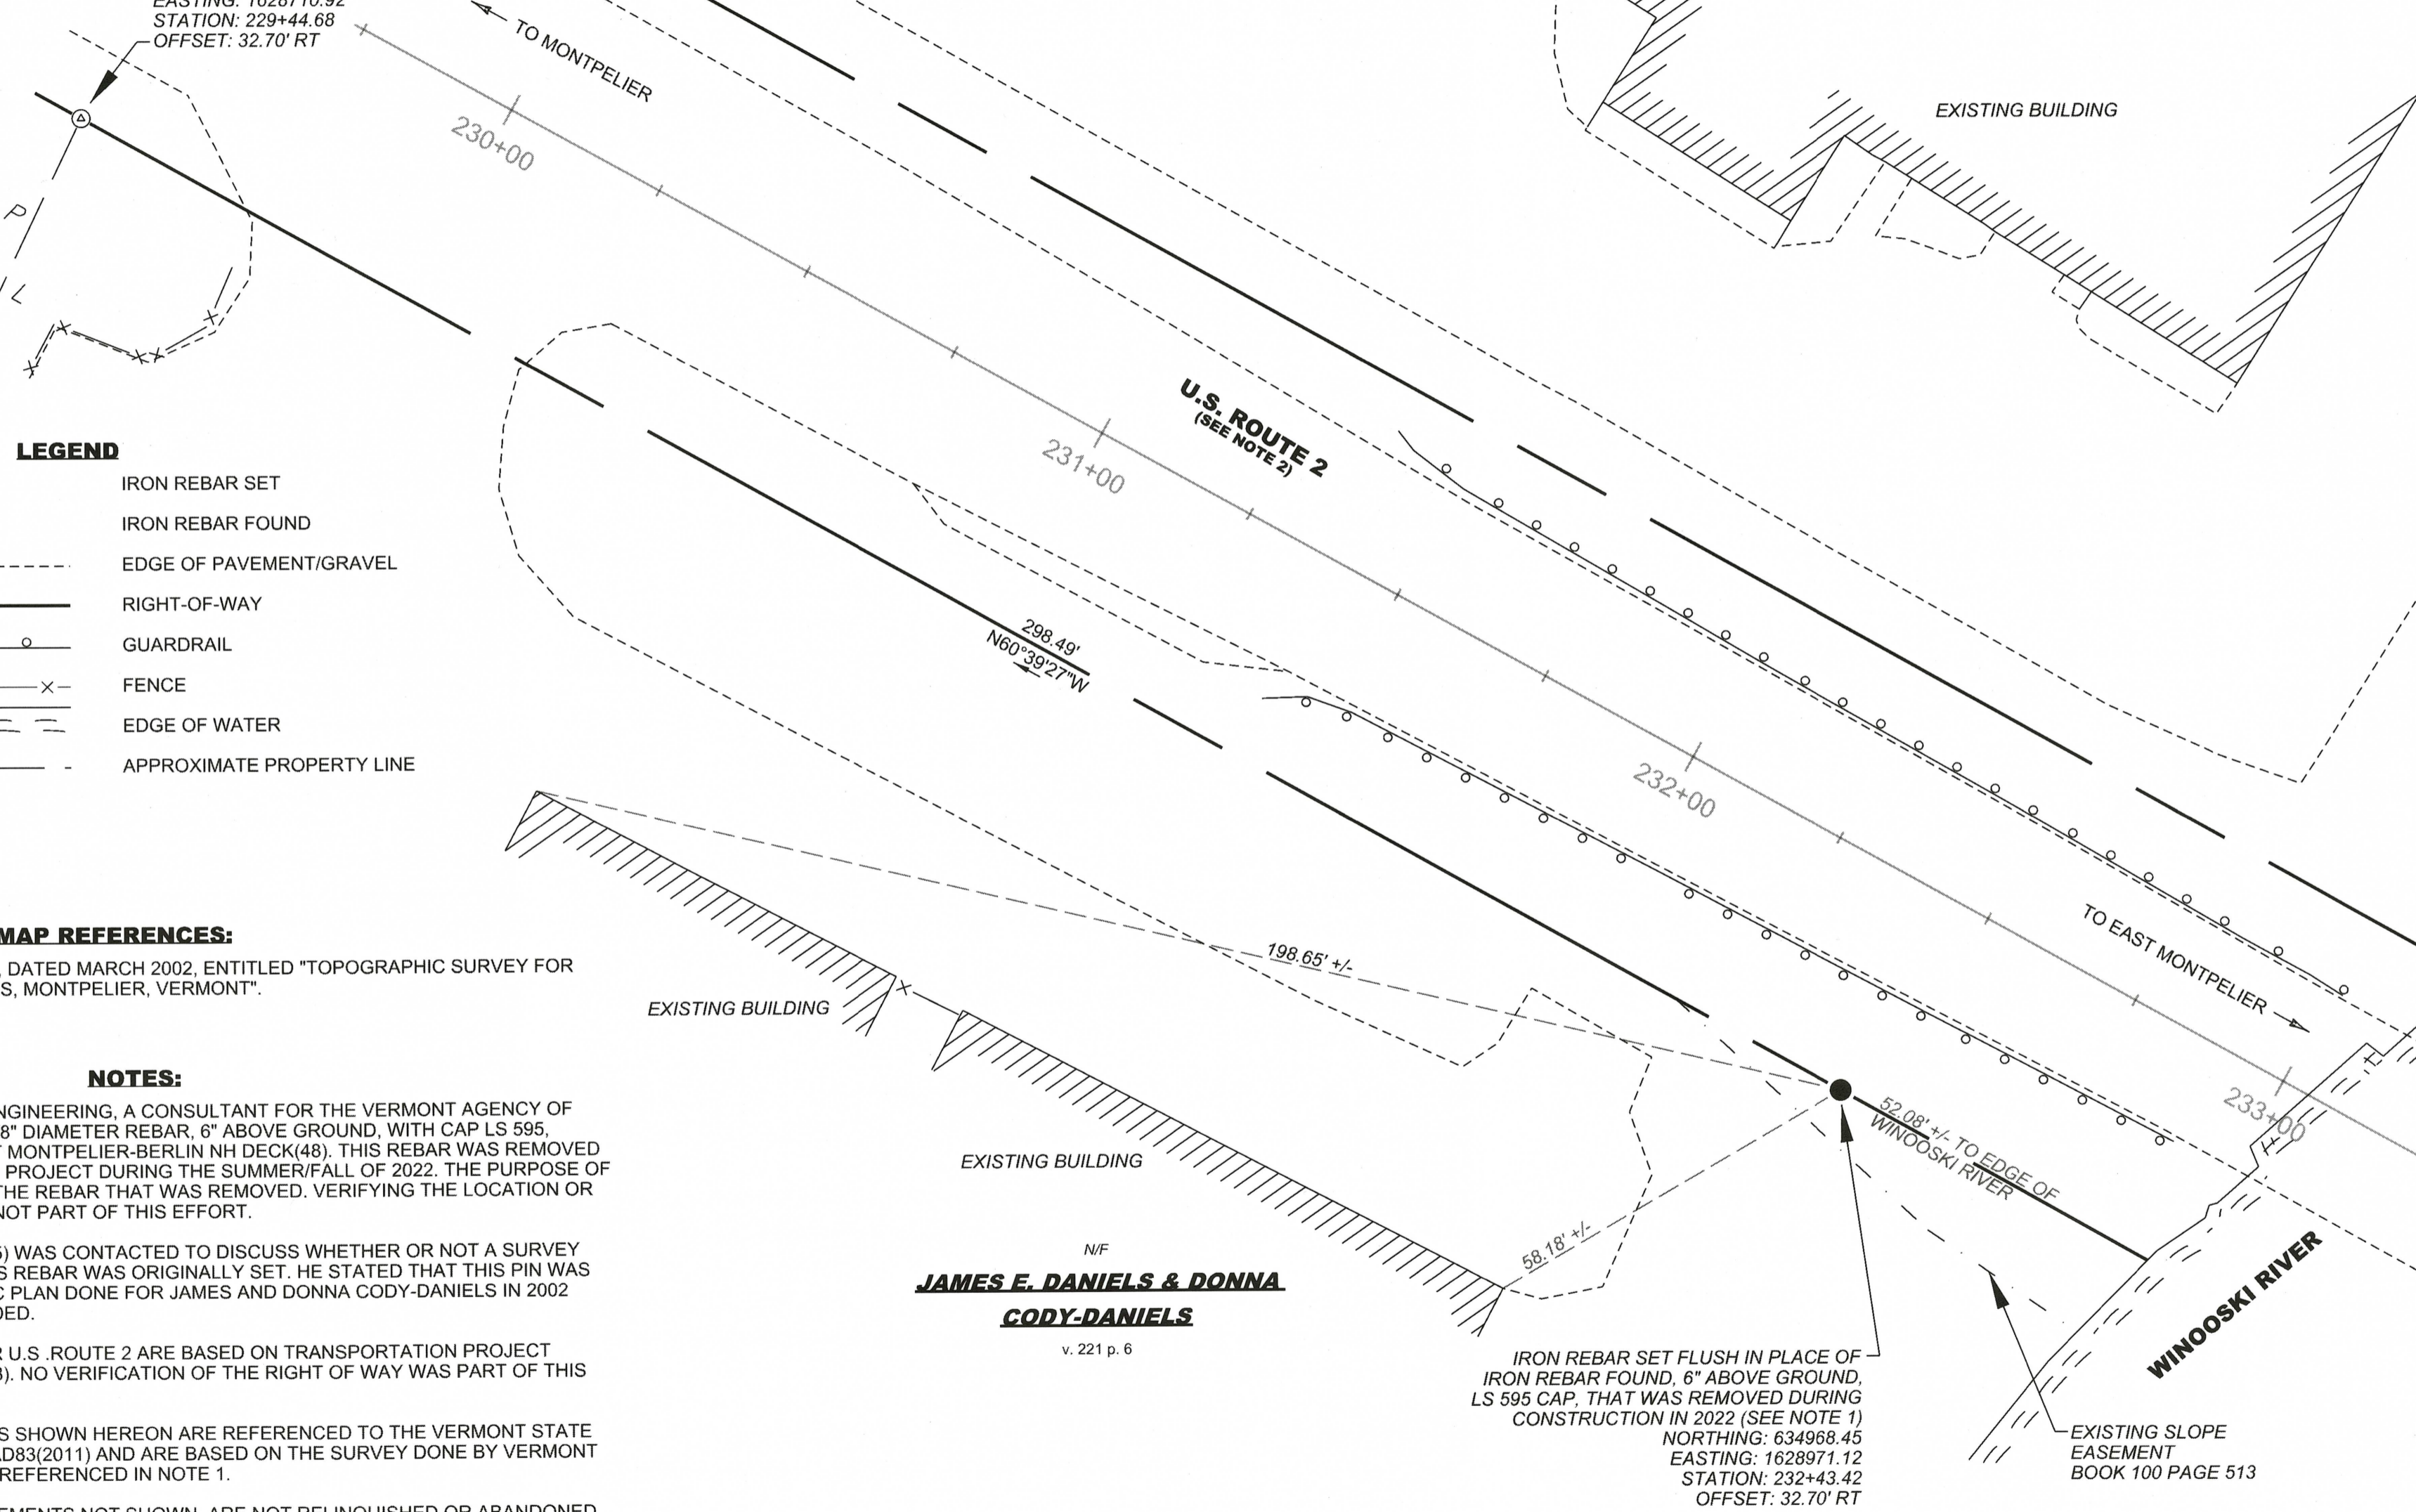 EASTING: 1628710.92
STATION: 229+44.68
OFFSET: 32.70' RT
TO MONTPELIER
EXISTING BUILDING
230+00
P
L
231+00
U.S. ROUTE 2
(SEE NOTE 2)
LEGEND
IRON REBAR SET
IRON REBAR FOUND
EDGE OF PAVEMENT/GRAVEL
RIGHT-OF-WAY
GUARDRAIL
FENCE
EDGE OF WATER
APPROXIMATE PROPERTY LINE
298.49'
N60°39'27"W
232+00
TO EAST MONTPELIER
233+00
MAP REFERENCES:
, DATED MARCH 2002, ENTITLED "TOPOGRAPHIC SURVEY FOR
S, MONTPELIER, VERMONT".
198.65' +/-
EXISTING BUILDING
EXISTING BUILDING
52.08' +/- TO EDGE OF
WINOOSKI RIVER
58.18' +/-
NOTES:
NGINEERING, A CONSULTANT FOR THE VERMONT AGENCY OF
8" DIAMETER REBAR, 6" ABOVE GROUND, WITH CAP LS 595,
T MONTPELIER-BERLIN NH DECK(48). THIS REBAR WAS REMOVED
PROJECT DURING THE SUMMER/FALL OF 2022. THE PURPOSE OF
THE REBAR THAT WAS REMOVED. VERIFYING THE LOCATION OR
NOT PART OF THIS EFFORT.
) WAS CONTACTED TO DISCUSS WHETHER OR NOT A SURVEY
S REBAR WAS ORIGINALLY SET. HE STATED THAT THIS PIN WAS
C PLAN DONE FOR JAMES AND DONNA CODY-DANIELS IN 2002
DED.
R U.S .ROUTE 2 ARE BASED ON TRANSPORTATION PROJECT
). NO VERIFICATION OF THE RIGHT OF WAY WAS PART OF THIS
S SHOWN HEREON ARE REFERENCED TO THE VERMONT STATE
AD83(2011) AND ARE BASED ON THE SURVEY DONE BY VERMONT
REFERENCED IN NOTE 1.
EMENTS NOT SHOWN, ARE NOT RELINQUISHED OR ABANDONED
N/F
JAMES E. DANIELS & DONNA
CODY-DANIELS
v. 221 p. 6
IRON REBAR SET FLUSH IN PLACE OF
IRON REBAR FOUND, 6" ABOVE GROUND,
LS 595 CAP, THAT WAS REMOVED DURING
CONSTRUCTION IN 2022 (SEE NOTE 1)
NORTHING: 634968.45
EASTING: 1628971.12
STATION: 232+43.42
OFFSET: 32.70' RT
WINOOSKI RIVER
EXISTING SLOPE
EASEMENT
BOOK 100 PAGE 513